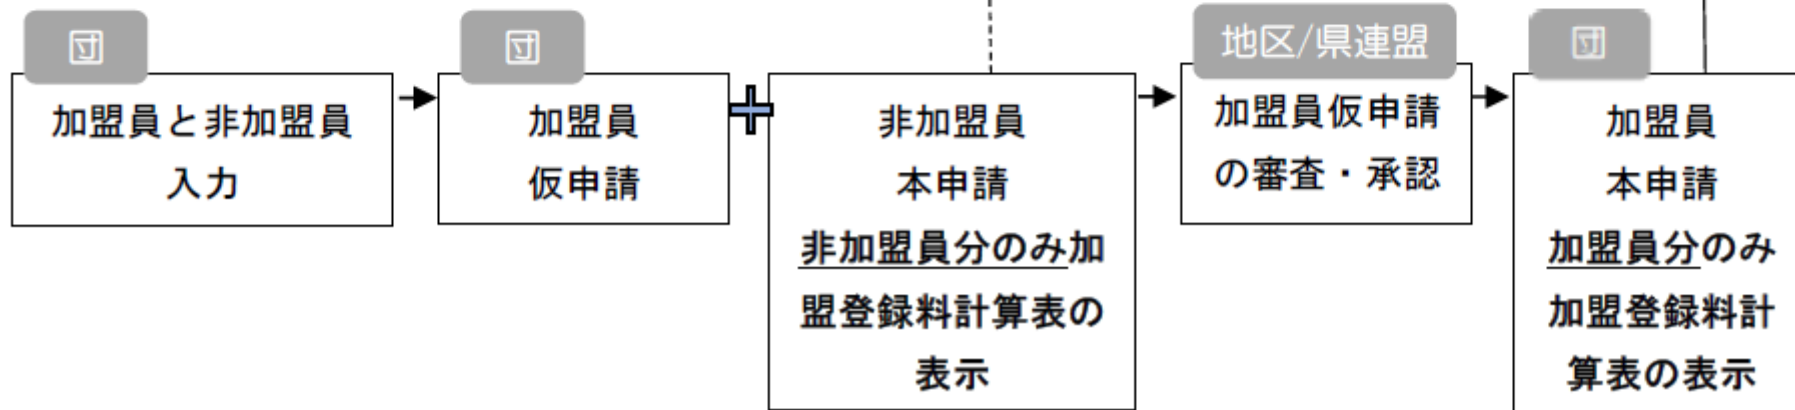 団
加盟員と非加盟員
入力
団
加盟員
仮申請
非加盟員
本申請
非加盟員分のみ加
盟登録料計算表の
表示
地区/県連盟
加盟員仮申請
の審査・承認
団
加盟員
本申請
加盟員分のみ
加盟登録料計
算表の表示